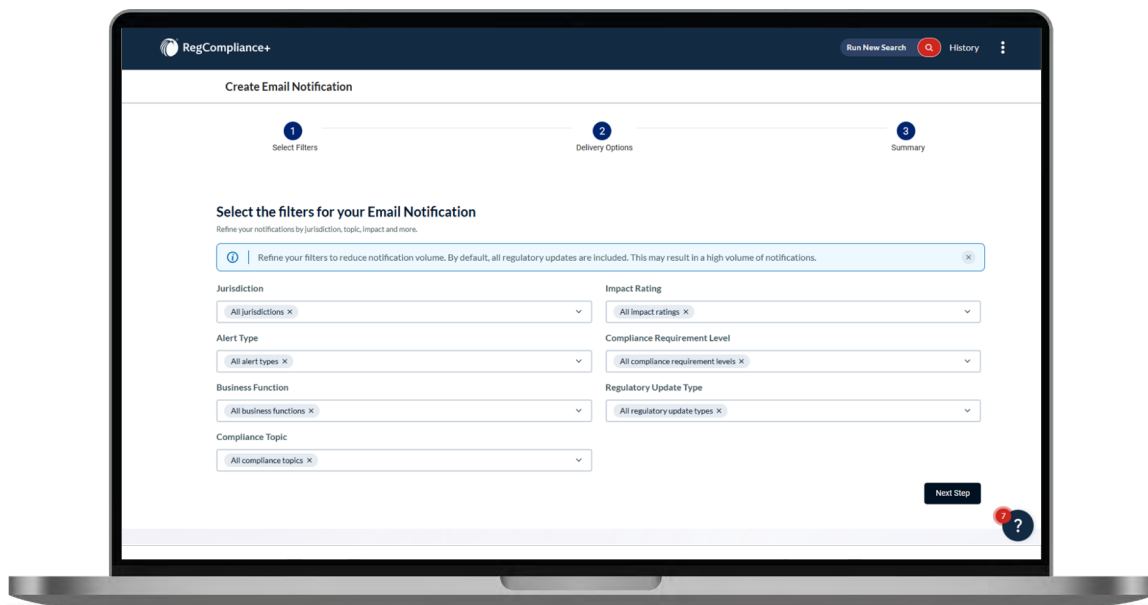 RegCompliance+
Run New Search
History
Create Email Notification
1
2
3
Select Filters
Delivery Options
Summary
Select the filters for your Email Notification
Refine your notifications by jurisdiction, topic, impact and more.
Refine your filters to reduce notification volume. By default, all regulatory updates are included. This may result in a high volume of notifications.
Jurisdiction
Impact Rating
All jurisdictions ×
All impact ratings ×
Alert Type
Compliance Requirement Level
All alert types ×
All compliance requirement levels ×
Business Function
Regulatory Update Type
All business functions ×
All regulatory update types ×
Compliance Topic
All compliance topics ×
Next Step
7
?